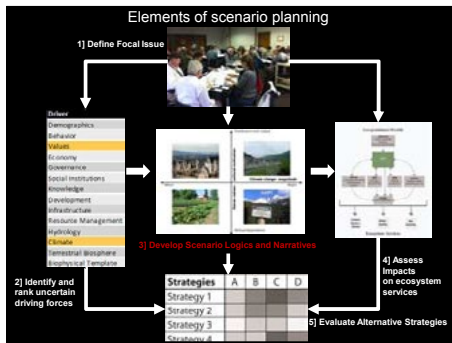 Elements of scenario planning
1] Define Focal Issue
Driver
Demographics
Behavior
Values
Economy
Governance
Social Institutions
Knowledge
Development
Infrastructure
Resource Management
Hydrology
Climate
Terrestrial Biosphere
Biophysical Template
3] Develop Scenario Logics and Narratives
2] Identify and
rank uncertain
driving forces
4] Assess
Impacts
on ecosystem
services
Strategies A B C D
Strategy 1
Strategy 2
Strategy 3
Strategy 4
5] Evaluate Alternative Strategies